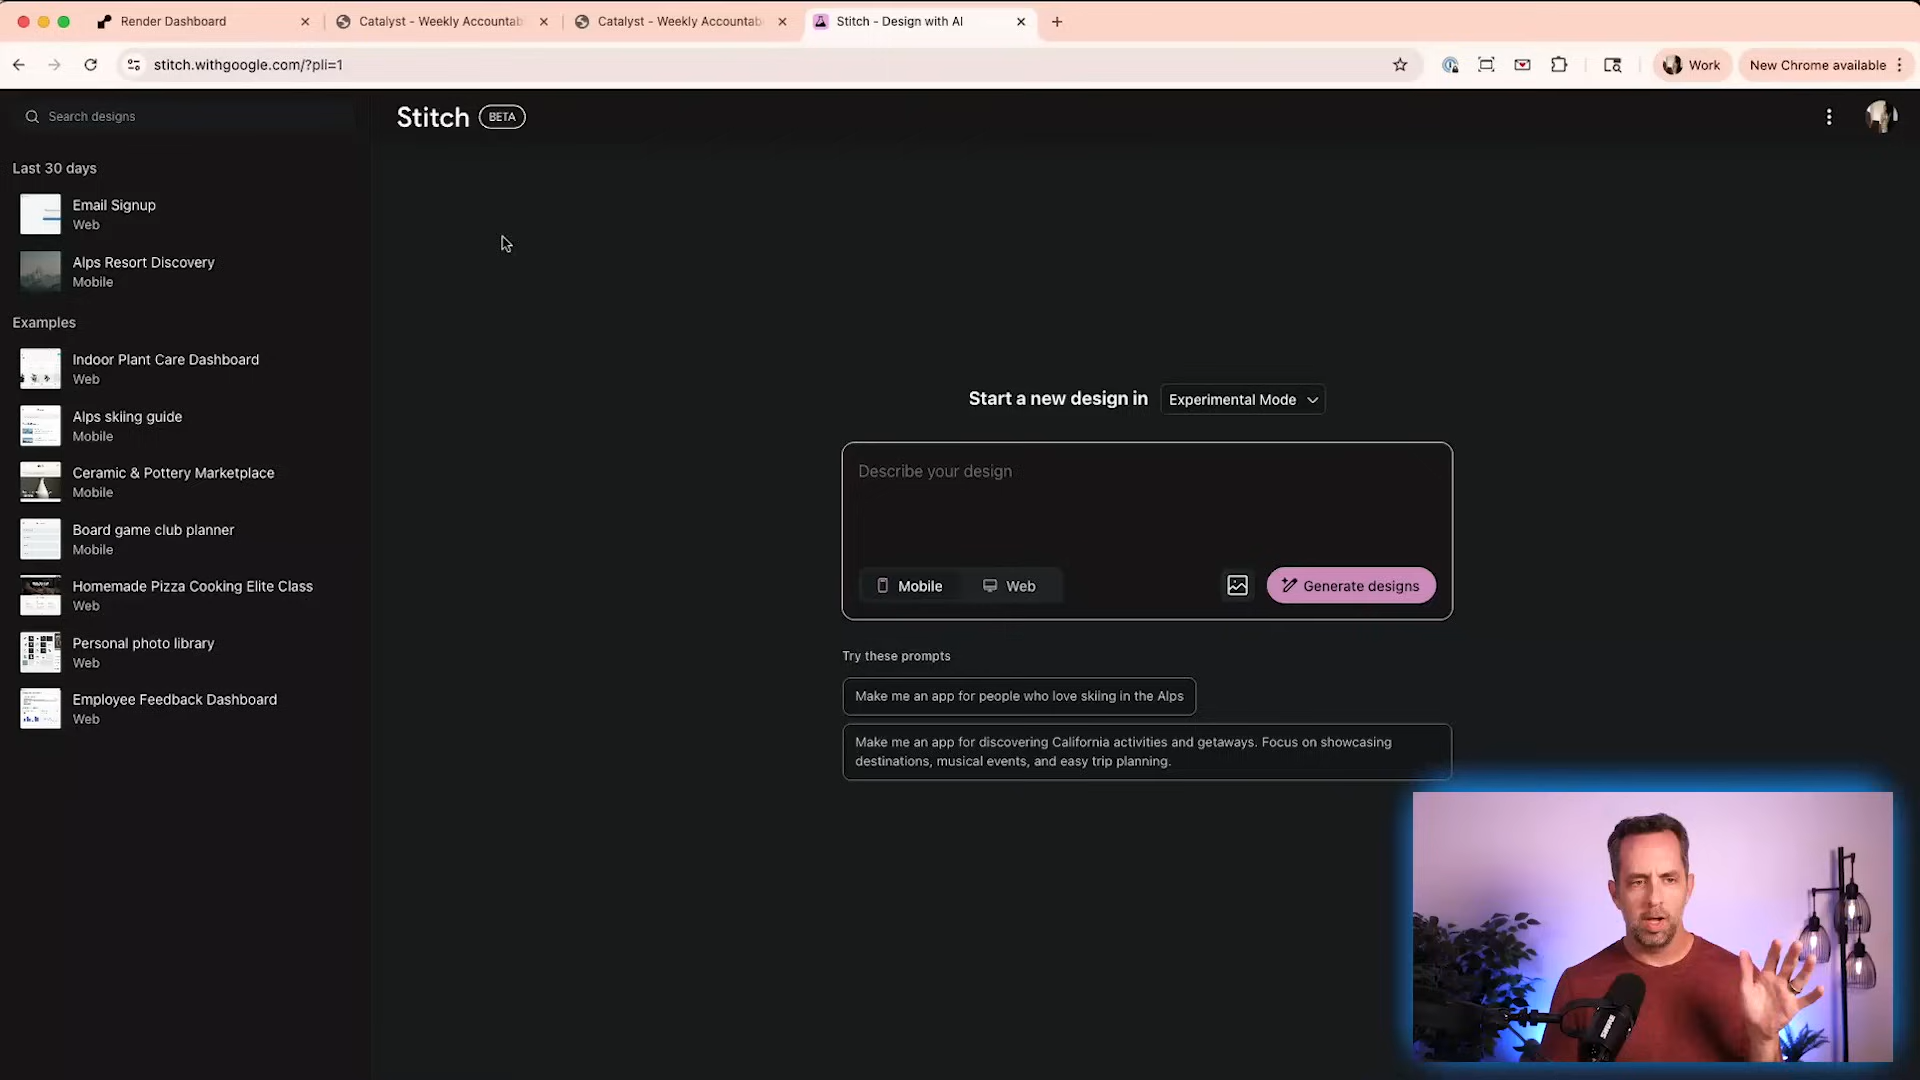 Render Dashboard
Catalyst - Weekly Accountab
Catalyst - Weekly Accountab
Stitch - Design with AI
stitch.withgoogle.com/?pli=1
Work
New Chrome available
Search designs
Stitch
BETA
Last 30 days
Email Signup
Web
Alps Resort Discovery
Mobile
Examples
Indoor Plant Care Dashboard
Web
Alps skiing guide
Mobile
Ceramic & Pottery Marketplace
Mobile
Board game club planner
Mobile
Homemade Pizza Cooking Elite Class
Web
Personal photo library
Web
Employee Feedback Dashboard
Web
Start a new design in
Experimental Mode
Describe your design
Mobile
Web
Generate designs
Try these prompts
Make me an app for people who love skiing in the Alps
Make me an app for discovering California activities and getaways. Focus on showcasing
destinations, musical events, and easy trip planning.
SHURE